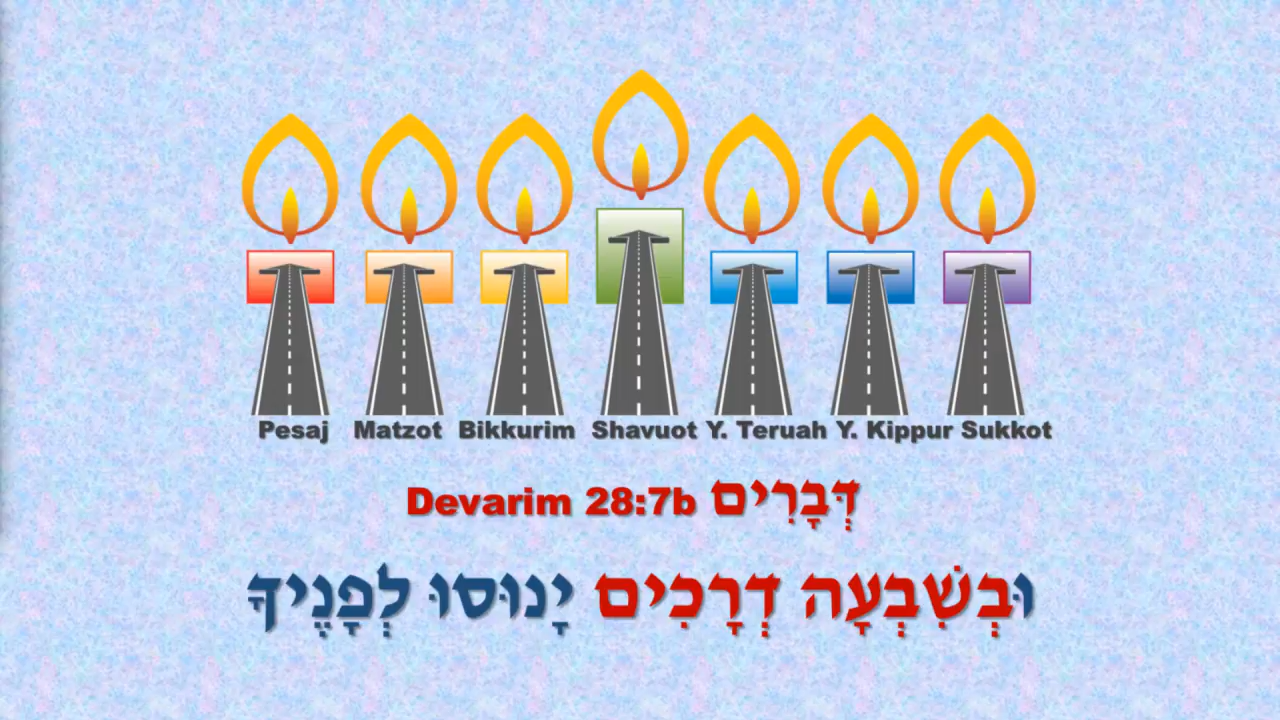 Pesaj Matzot Bikkurim Shavuot Y. Teruah Y. Kippur Sukkot
Devarim 28:7b דְּבָרִים
וּבְשִׁבְעָה דְרָכִים יָנוּסוּ לְפָנֶיךָ